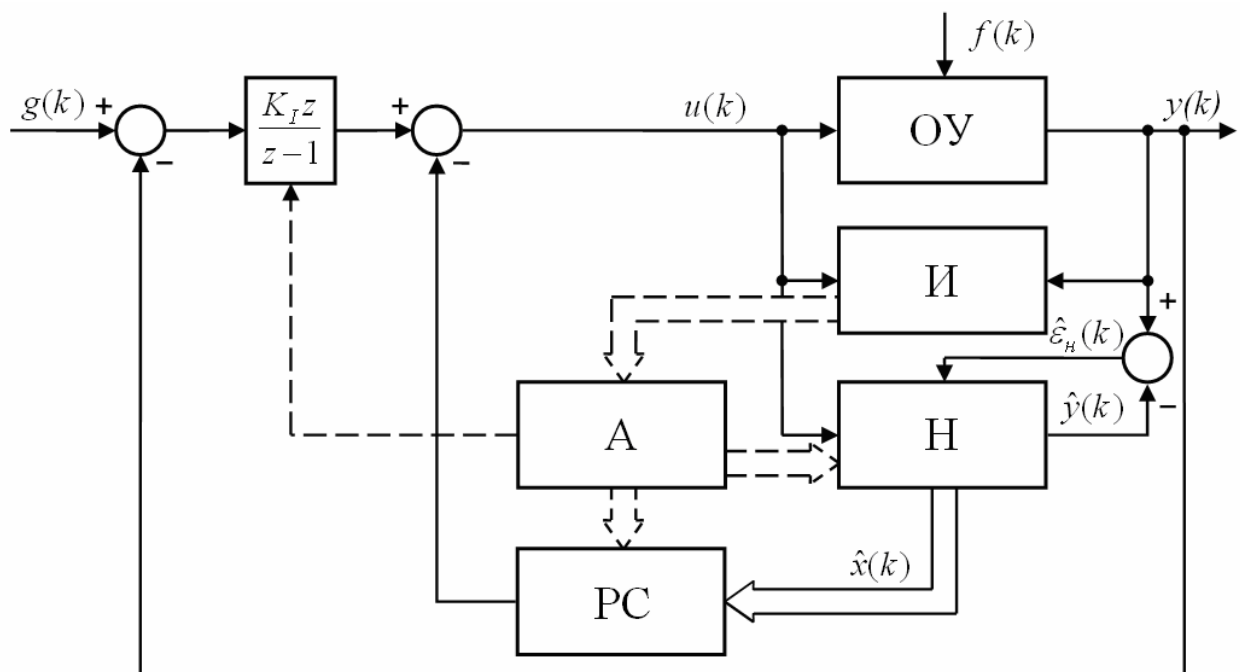 f(k)
g(k) + K_I z + u(k) ОУ y(k)
− z−1 −
И
+
ε̂_н(k)
А Н ŷ(k) −
РС x̂(k)